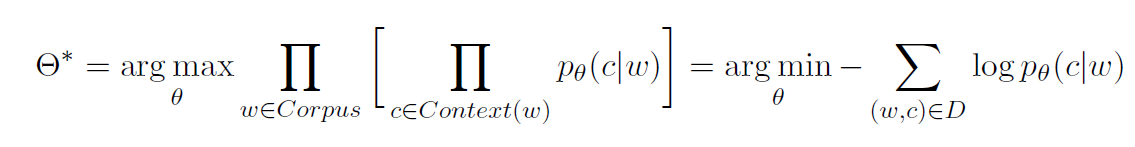 Θ* = arg max_θ ∏_{w∈Corpus} [ ∏_{c∈Context(w)} p_θ(c|w) ] = arg min_θ − ∑_{(w,c)∈D} log p_θ(c|w)